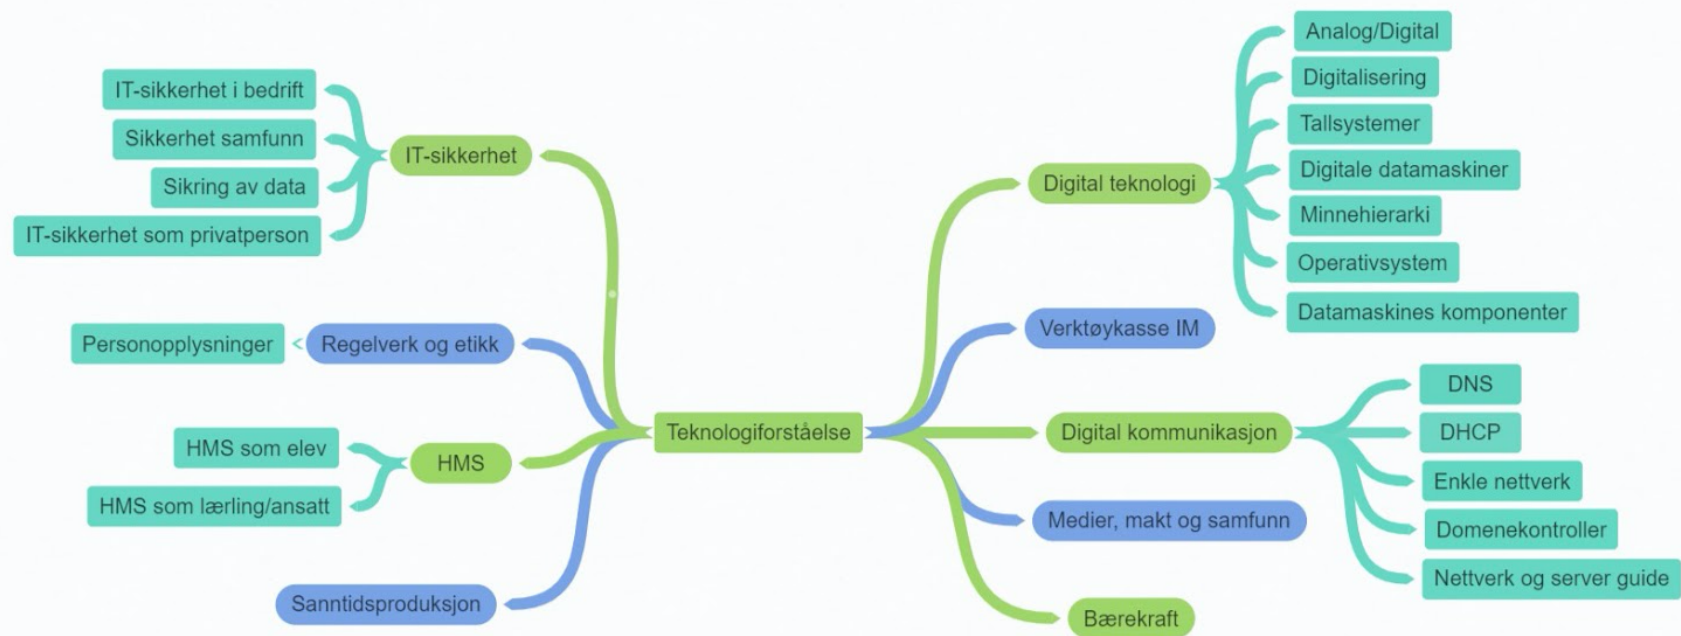 IT-sikkerhet i bedrift
Sikkerhet samfunn
Sikring av data
IT-sikkerhet som privatperson
IT-sikkerhet
Personopplysninger
Regelverk og etikk
HMS som elev
HMS som lærling/ansatt
HMS
Sanntidsproduksjon
Teknologiforståelse
Digital teknologi
Analog/Digital
Digitalisering
Tallsystemer
Digitale datamaskiner
Minnehierarki
Operativsystem
Datamaskines komponenter
Verktøykasse IM
Digital kommunikasjon
DNS
DHCP
Enkle nettverk
Domenekontroller
Nettverk og server guide
Medier, makt og samfunn
Bærekraft